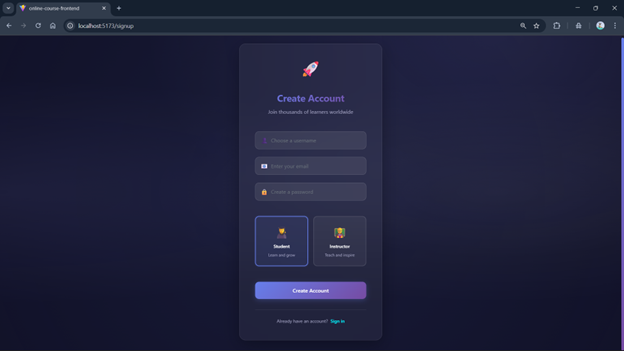 online-course-frontend
localhost:5173/signup
Create Account
Join thousands of learners worldwide
Choose a username
Enter your email
Create a password
Student
Instructor
Learn and grow
Teach and inspire
Create Account
Already have an account? Sign in